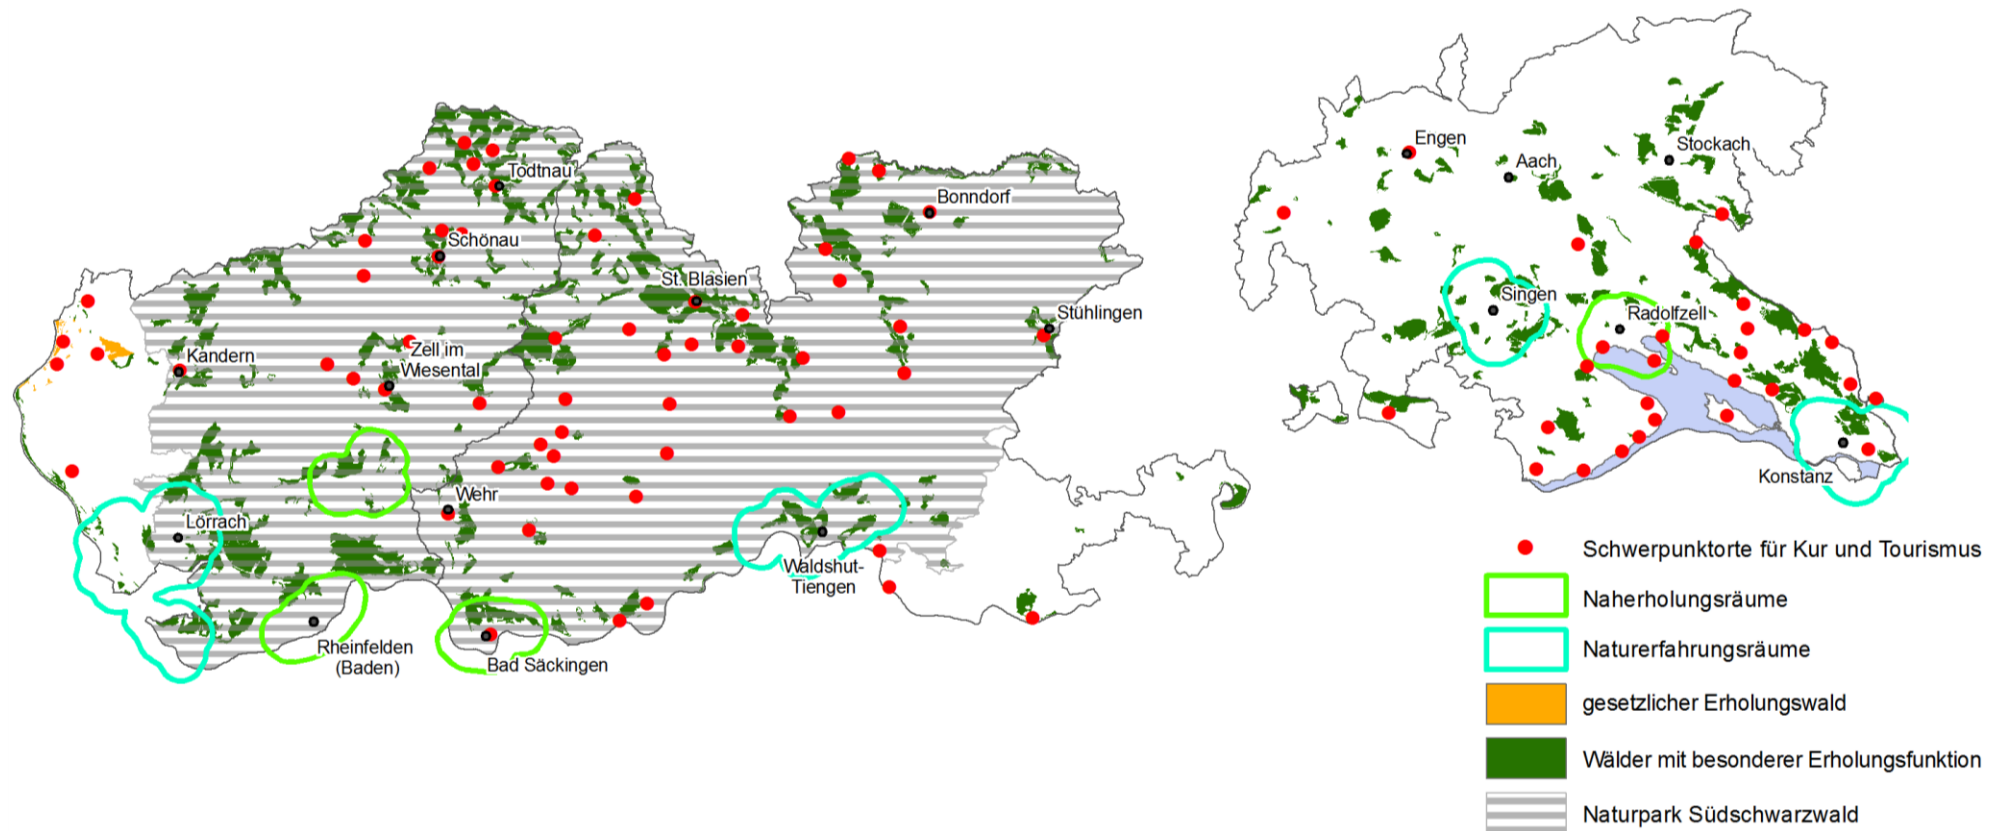 Engen
Aach
Stockach
Todtnau
Bonndorf
Schönau
St. Blasien
Singen
Stühlingen
Radolfzell
Kandern
Zell im
Wiesental
Konstanz
Wehr
Lörrach
Waldshut-
Tiengen
Rheinfelden
(Baden)
Bad Säckingen
Schwerpunktorte für Kur und Tourismus
Naherholungsräume
Naturerfahrungsräume
gesetzlicher Erholungswald
Wälder mit besonderer Erholungsfunktion
Naturpark Südschwarzwald